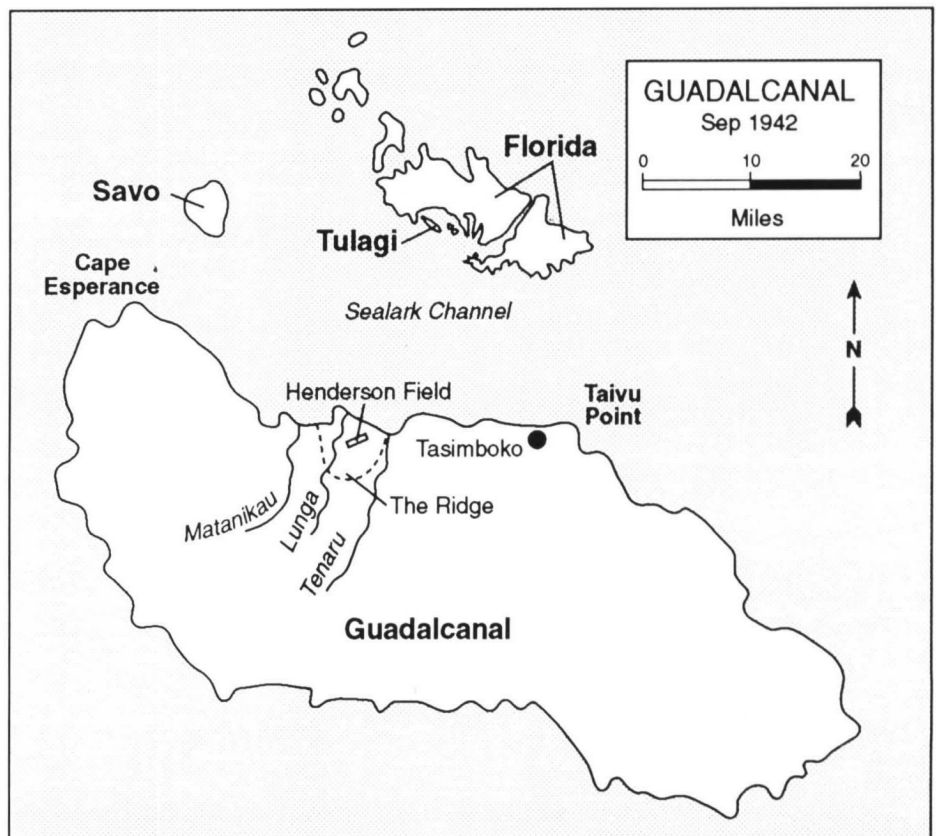 GUADALCANAL
Sep 1942
0 10 20
Miles
Florida
Savo
Tulagi
Cape
Esperance
Sealark Channel
N
Henderson Field
Taivu
Point
Tasimboko
The Ridge
Matanikau
Lunga
Tenaru
Guadalcanal